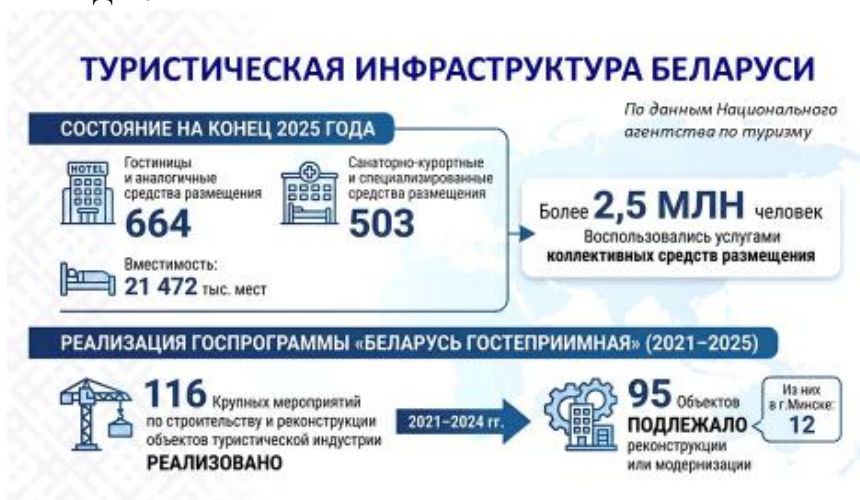 ТУРИСТИЧЕСКАЯ ИНФРАСТРУКТУРА БЕЛАРУСИ
По данным Национального
агентства по туризму
СОСТОЯНИЕ НА КОНЕЦ 2025 ГОДА
HOTEL
Гостиницы
и аналогичные
средства размещения
664
Санаторно-курортные
и специализированные
средства размещения
503
Вместимость:
21 472 тыс. мест
Более 2,5 МЛН человек
Воспользовались услугами
коллективных средств размещения
РЕАЛИЗАЦИЯ ГОСПРОГРАММЫ «БЕЛАРУСЬ ГОСТЕПРИИМНАЯ» (2021–2025)
116 Крупных мероприятий
по строительству и реконструкции
объектов туристической индустрии
РЕАЛИЗОВАНО
2021–2024 гг.
95 Объектов
ПОДЛЕЖАЛО
реконструкции
или модернизации
Из них
в г.Минске:
12